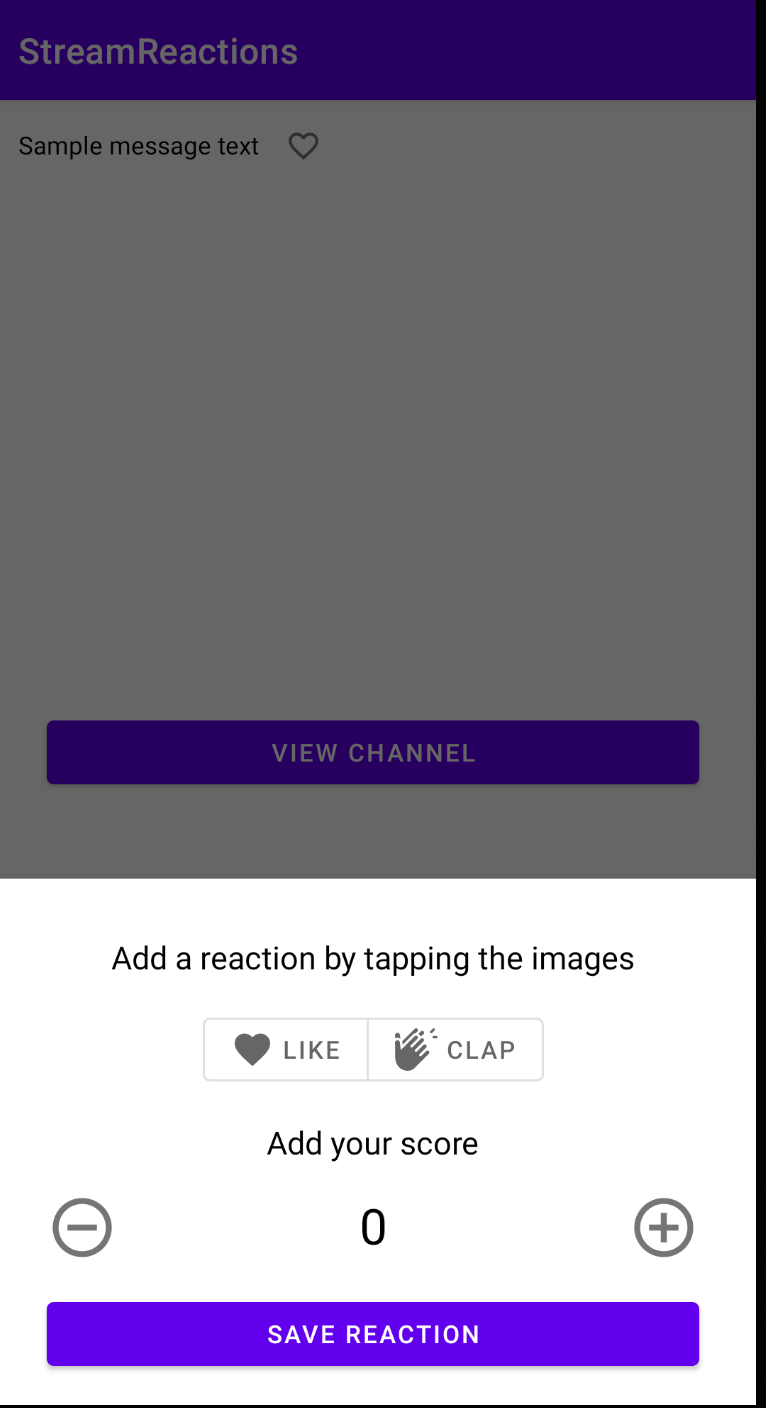 StreamReactions
Sample message text
VIEW CHANNEL
Add a reaction by tapping the images
LIKE CLAP
Add your score
0
SAVE REACTION